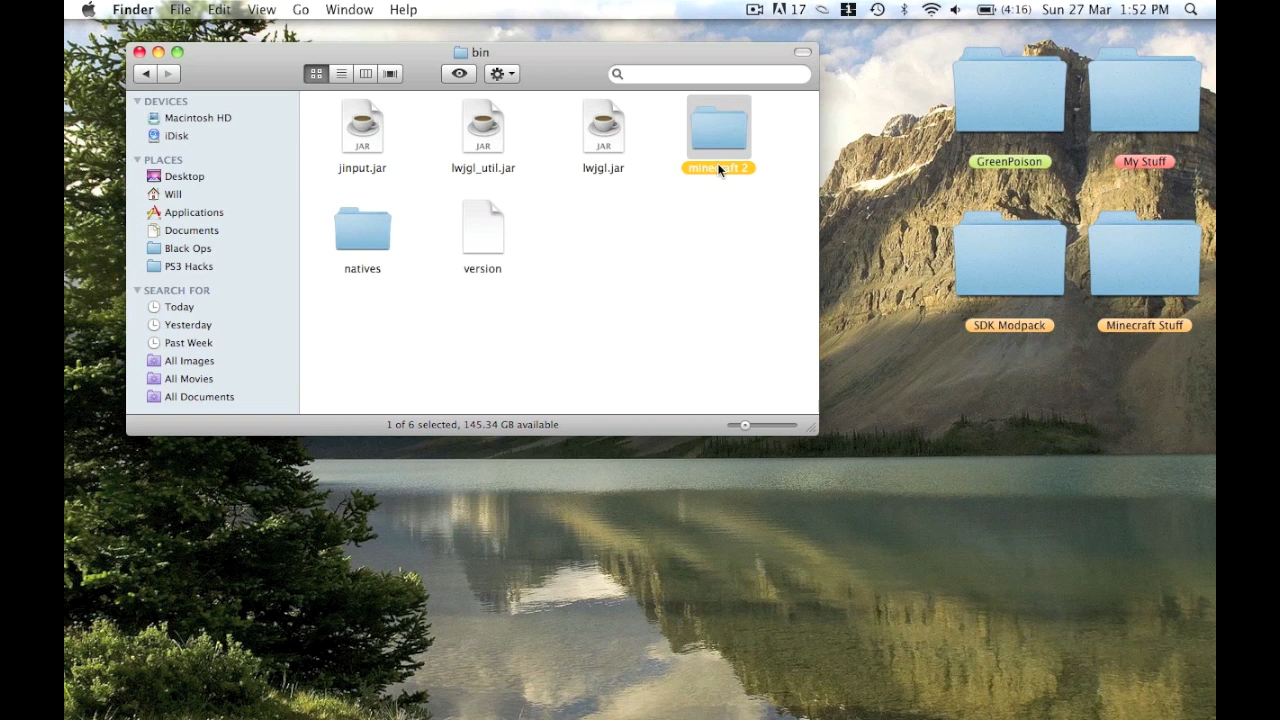 Finder File Edit View Go Window Help
17 (4:16) Sun 27 Mar 1:52 PM
bin
DEVICES
Macintosh HD
iDisk
PLACES
Desktop
Will
Applications
Documents
Black Ops
PS3 Hacks
SEARCH FOR
Today
Yesterday
Past Week
All Images
All Movies
All Documents
JAR JAR JAR
jinput.jar lwjgl_util.jar lwjgl.jar minecraft 2
natives version
1 of 6 selected, 145.34 GB available
GreenPoison My Stuff
SDK Modpack Minecraft Stuff